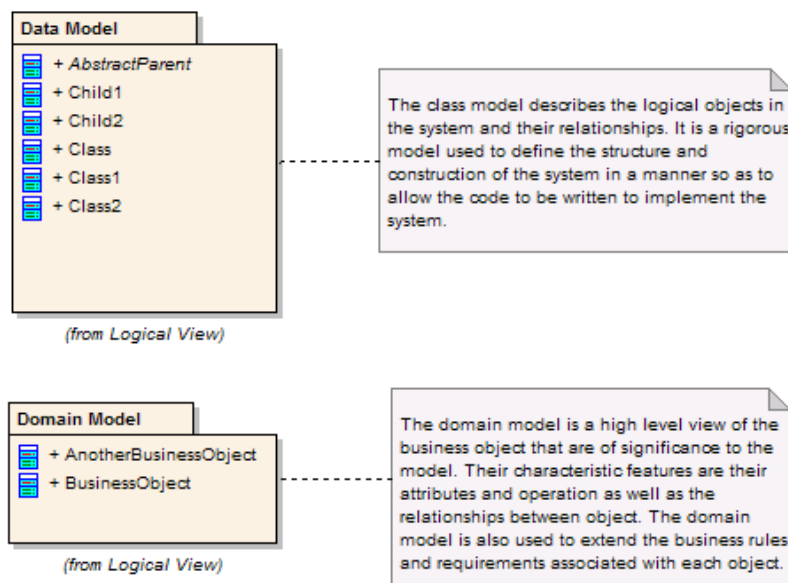 Data Model
+ AbstractParent
+ Child1
+ Child2
+ Class
+ Class1
+ Class2
(from Logical View)
The class model describes the logical objects in
the system and their relationships. It is a rigorous
model used to define the structure and
construction of the system in a manner so as to
allow the code to be written to implement the
system.
Domain Model
+ AnotherBusinessObject
+ BusinessObject
(from Logical View)
The domain model is a high level view of the
business object that are of significance to the
model. Their characteristic features are their
attributes and operation as well as the
relationships between object. The domain
model is also used to extend the business rules
and requirements associated with each object.